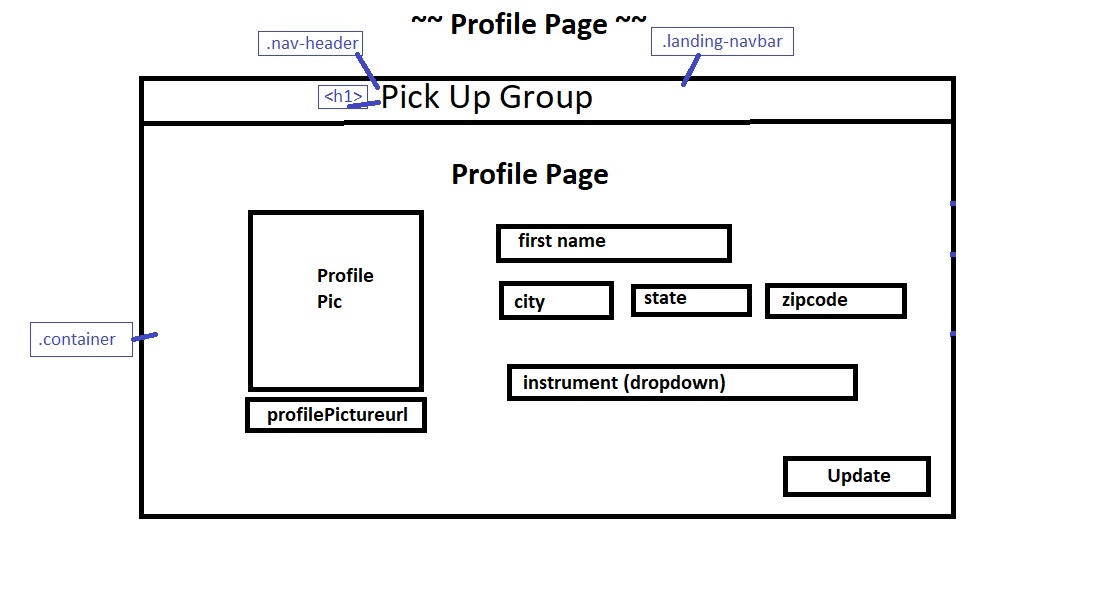 ~~ Profile Page ~~
.nav-header
.landing-navbar
<h1>
Pick Up Group
Profile Page
Profile
Pic
first name
city
state
zipcode
.container
instrument (dropdown)
profilePictureurl
Update